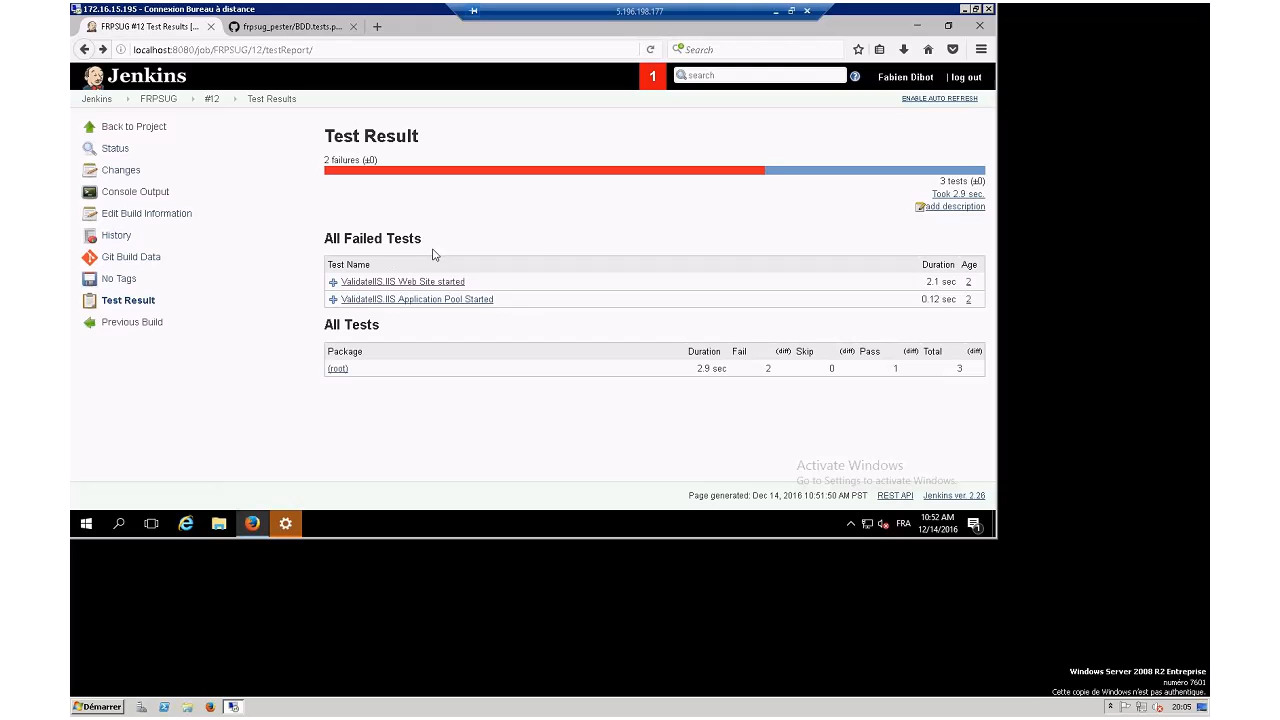 172.16.15.195 - Connexion Bureau à distance
5.196.198.177
FRPSUG #12 Test Results [...
frpsug_pester/BDD.tests.p...
localhost:8080/job/FRPSUG/12/testReport/
Search
Jenkins
1
search
Fabien Dibot
| log out
Jenkins
FRPSUG
#12
Test Results
ENABLE AUTO REFRESH
Back to Project
Status
Changes
Console Output
Edit Build Information
History
Git Build Data
No Tags
Test Result
Previous Build
Test Result
2 failures (±0)
3 tests (±0)
Took 2.9 sec.
add description
All Failed Tests
Test Name Duration Age
ValidateIIS.IIS Web Site started 2.1 sec 2
ValidateIIS.IIS Application Pool Started 0.12 sec 2
All Tests
Package Duration Fail (diff) Skip (diff) Pass (diff) Total (diff)
(root) 2.9 sec 2 0 1 3
Activate Windows
Go to Settings to activate Windows.
Page generated: Dec 14, 2016 10:51:50 AM PST REST API Jenkins ver. 2.26
FRA
10:52 AM
12/14/2016
1
Windows Server 2008 R2 Entreprise
numéro 7601
Cette copie de Windows n'est pas authentique.
Démarrer
20:05